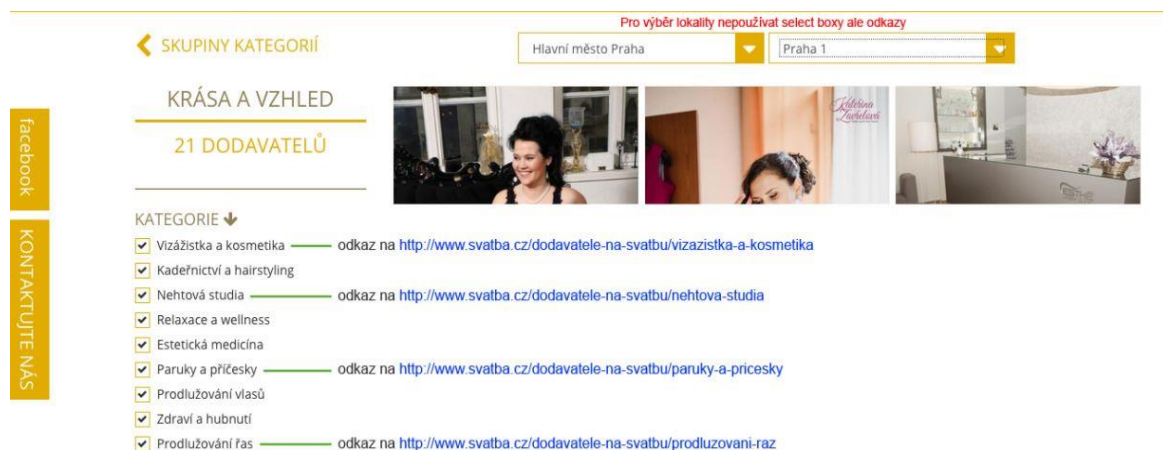 Pro výběr lokality nepoužívat select boxy ale odkazy
SKUPINY KATEGORIÍ
Hlavní město Praha
Praha 1
KRÁSA A VZHLED
21 DODAVATELŮ
Kateřina
Zavřelová
facebook
KONTAKTUJTE NÁS
KATEGORIE
Vizážistka a kosmetika odkaz na http://www.svatba.cz/dodavatele-na-svatbu/vizazistka-a-kosmetika
Kadeřnictví a hairstyling
Nehtová studia odkaz na http://www.svatba.cz/dodavatele-na-svatbu/nehtova-studia
Relaxace a wellness
Estetická medicína
Paruky a příčesky odkaz na http://www.svatba.cz/dodavatele-na-svatbu/paruky-a-pricesky
Prodlužování vlasů
Zdraví a hubnutí
Prodlužování řas odkaz na http://www.svatba.cz/dodavatele-na-svatbu/prodluzovani-raz